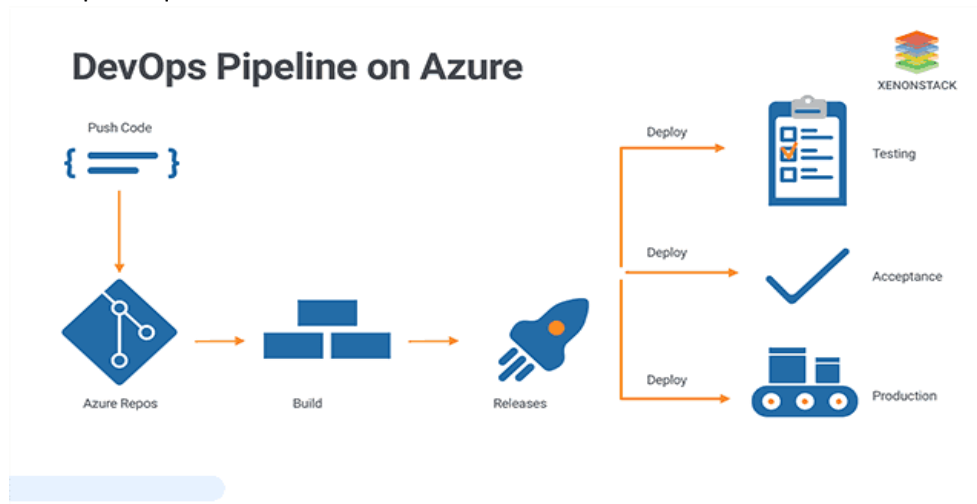 DevOps Pipeline on Azure
XENONSTACK
Push Code
Deploy
Testing
Deploy
Acceptance
Deploy
Production
Azure Repos
Build
Releases